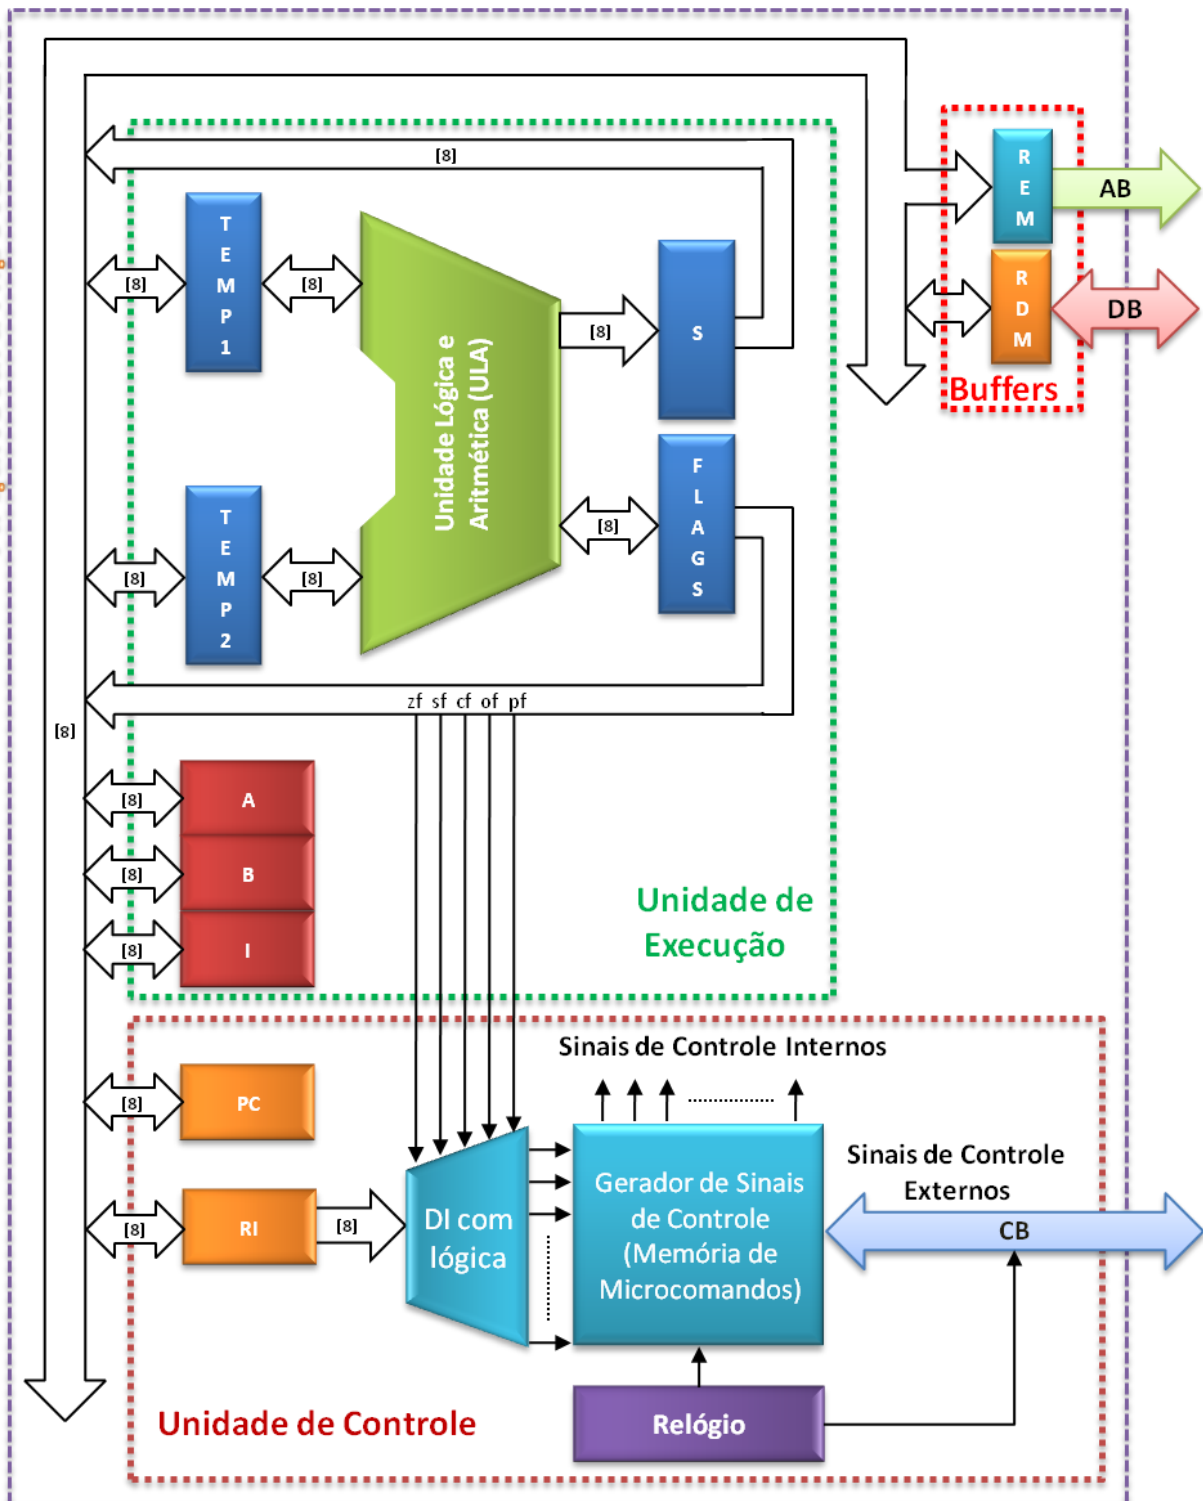 [8]
T
E
M
P
1
[8]
[8]
Unidade Lógica e
Aritmética (ULA)
[8]
S
R
E
M
AB
R
D
M
DB
Buffers
T
E
M
P
2
[8]
[8]
[8]
F
L
A
G
S
zf sf cf of pf
[8]
[8]
A
[8]
B
[8]
I
Unidade de
Execução
Sinais de Controle Internos
[8]
PC
[8]
RI
[8]
DI com
lógica
Gerador de Sinais
de Controle
(Memória de
Microcomandos)
Sinais de Controle
Externos
CB
Relógio
Unidade de Controle